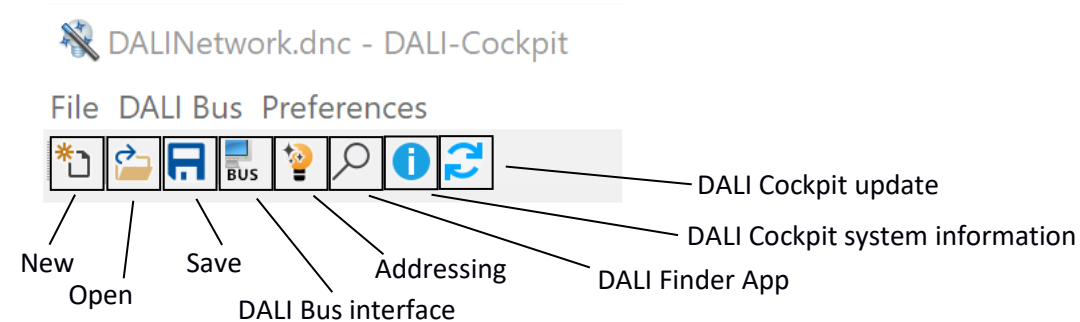 DALINetwork.dnc - DALI-Cockpit
File DALI Bus Preferences
BUS
DALI Cockpit update
DALI Cockpit system information
New
Save
Addressing
DALI Finder App
Open
DALI Bus interface